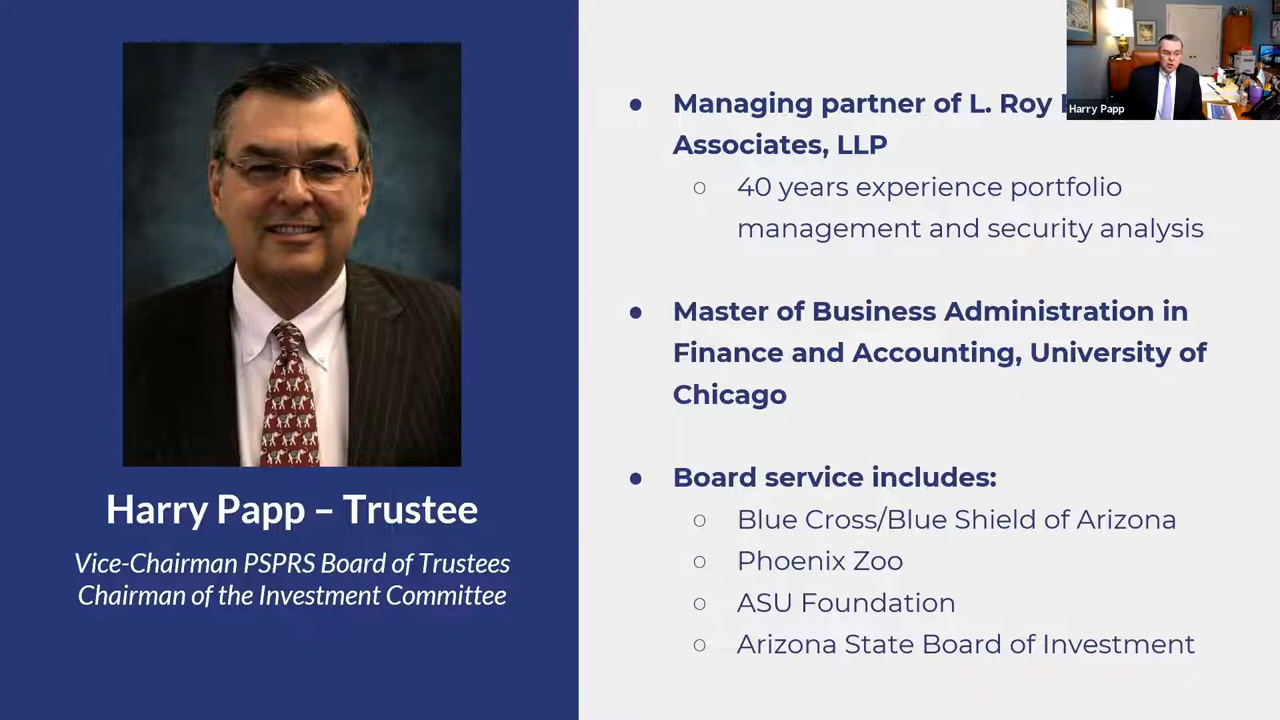 Harry Papp – Trustee
Vice-Chairman PSPRS Board of Trustees
Chairman of the Investment Committee
● Managing partner of L. Roy
Associates, LLP
○ 40 years experience portfolio
management and security analysis
● Master of Business Administration in
Finance and Accounting, University of
Chicago
● Board service includes:
○ Blue Cross/Blue Shield of Arizona
○ Phoenix Zoo
○ ASU Foundation
○ Arizona State Board of Investment
Harry Papp